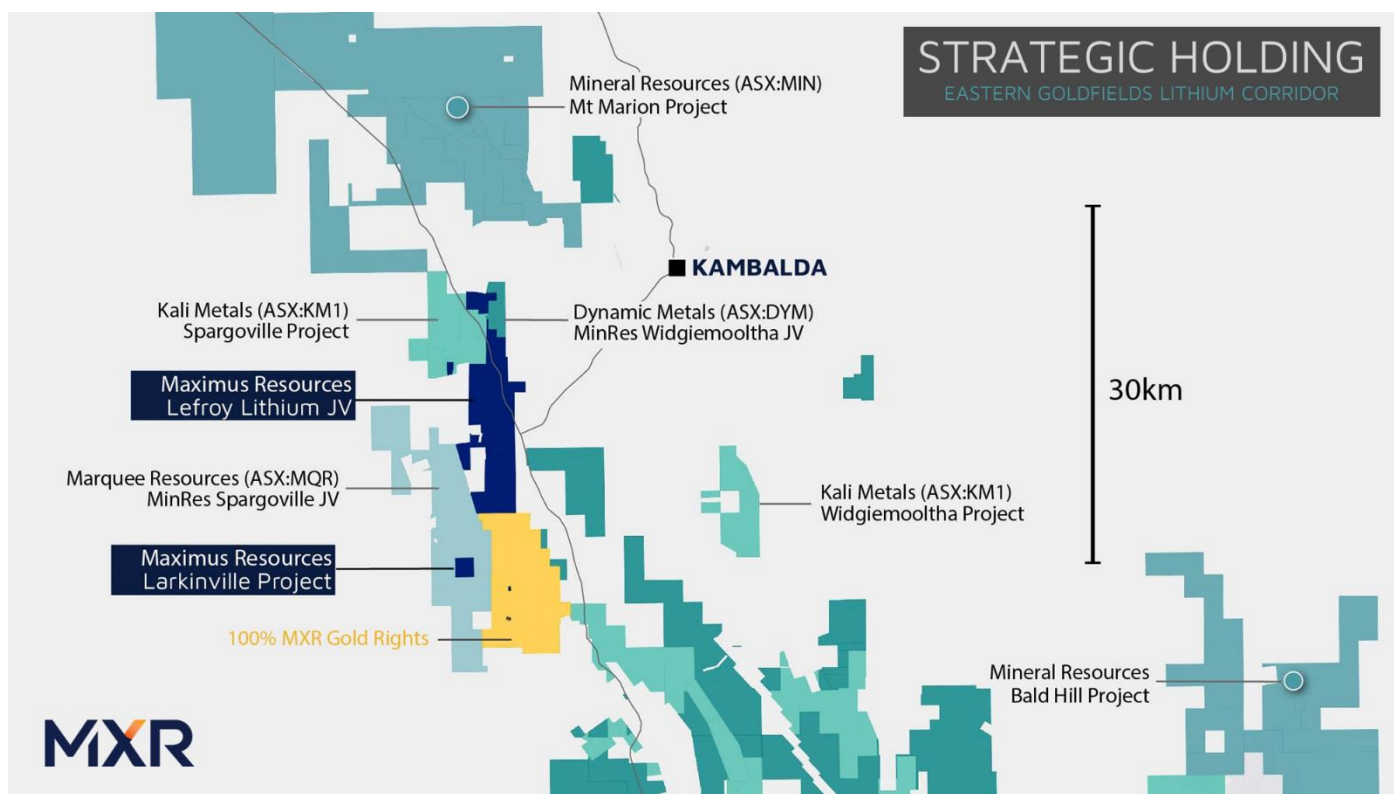 STRATEGIC HOLDING
EASTERN GOLDFIELDS LITHIUM CORRIDOR
Mineral Resources (ASX:MIN)
Mt Marion Project
KAMBALDA
Kali Metals (ASX:KM1)
Spargoville Project
Dynamic Metals (ASX:DYM)
MinRes Widgiemooltha JV
Maximus Resources
Lefroy Lithium JV
30km
Marquee Resources (ASX:MQR)
MinRes Spargoville JV
Kali Metals (ASX:KM1)
Widgiemooltha Project
Maximus Resources
Larkinville Project
100% MXR Gold Rights
Mineral Resources
Bald Hill Project
MXR